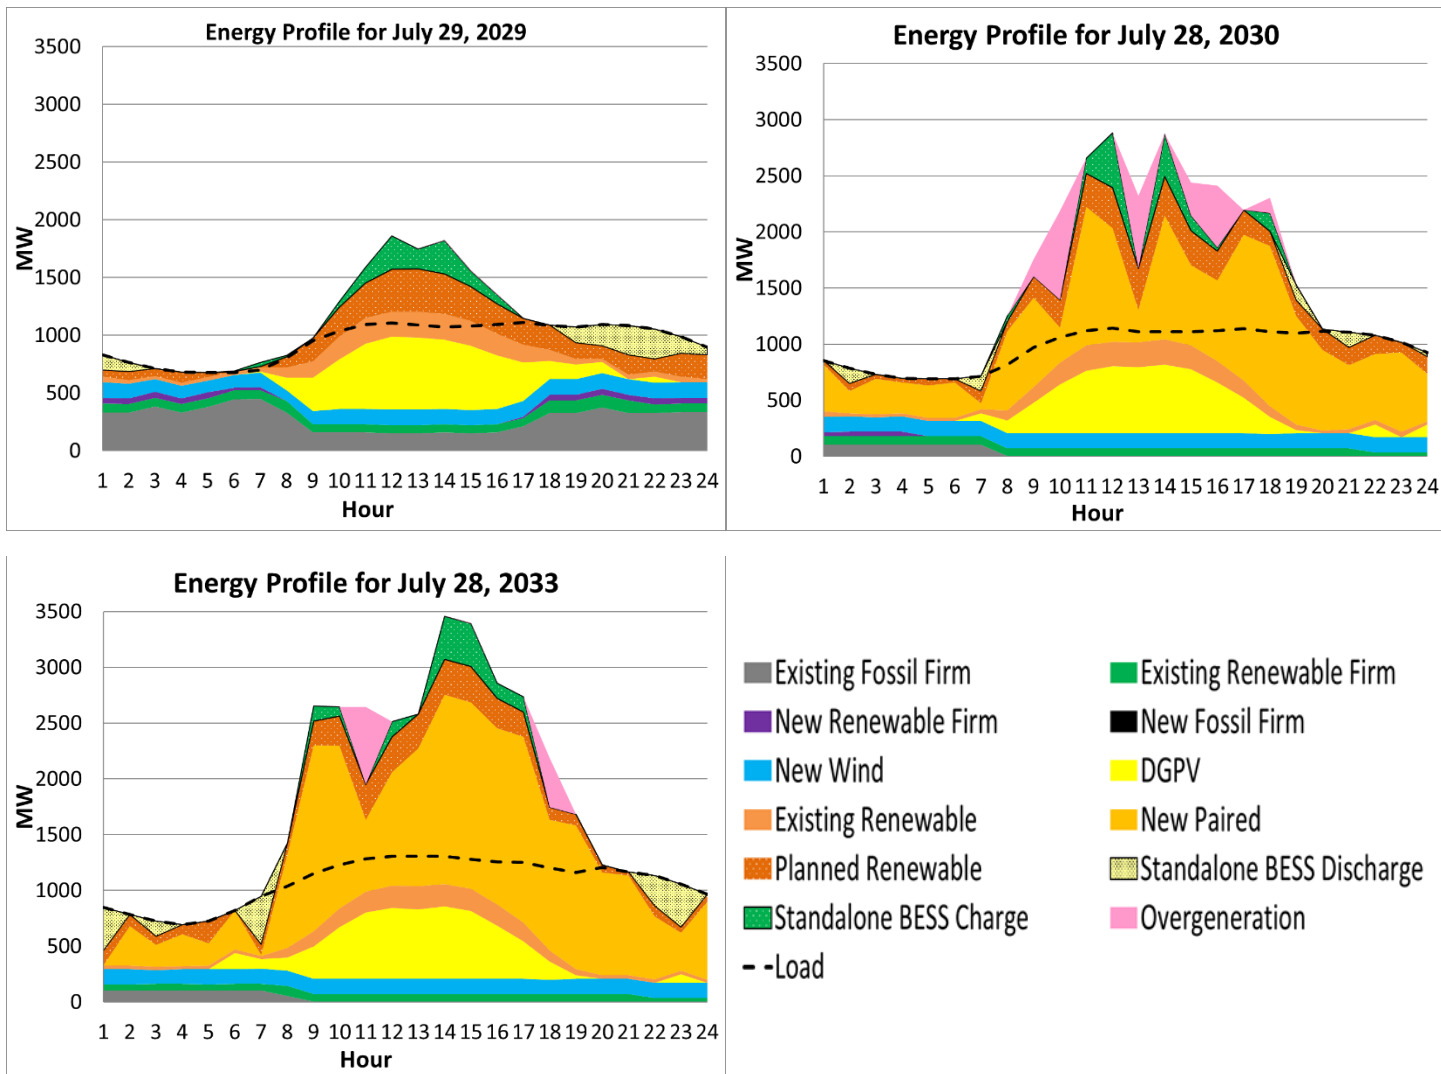 Energy Profile for July 29, 2029
3500
3000
2500
2000
1500
1000
500
0
MW
1 2 3 4 5 6 7 8 9 10 11 12 13 14 15 16 17 18 19 20 21 22 23 24
Hour
Energy Profile for July 28, 2030
3500
3000
2500
2000
1500
1000
500
0
MW
1 2 3 4 5 6 7 8 9 10 11 12 13 14 15 16 17 18 19 20 21 22 23 24
Hour
Energy Profile for July 28, 2033
3500
3000
2500
2000
1500
1000
500
0
MW
1 2 3 4 5 6 7 8 9 10 11 12 13 14 15 16 17 18 19 20 21 22 23 24
Hour
Existing Fossil Firm
Existing Renewable Firm
New Renewable Firm
New Fossil Firm
New Wind
DGPV
Existing Renewable
New Paired
Planned Renewable
Standalone BESS Discharge
Standalone BESS Charge
Overgeneration
Load